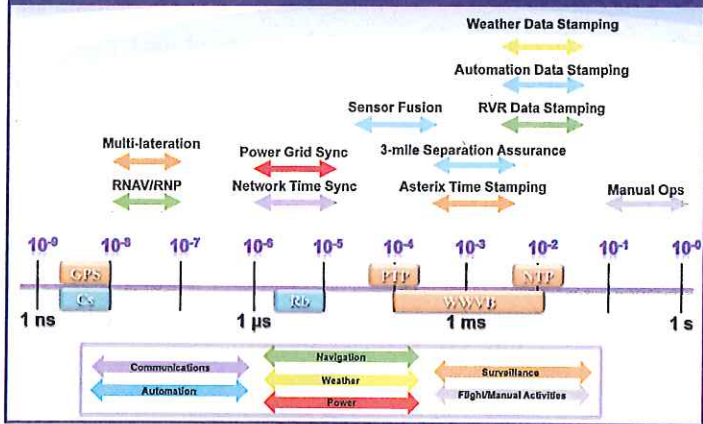 Weather Data Stamping
Automation Data Stamping
Sensor Fusion
RVR Data Stamping
Multi-lateration
Power Grid Sync
3-mile Separation Assurance
RNAV/RNP
Network Time Sync
Asterix Time Stamping
Manual Ops
10-9 10-8 10-7 10-6 10-5 10-4 10-3 10-2 10-1 10-0
GPS PTP NTP
Cs Rb WWVB
1 ns 1 µs 1 ms 1 s
Communications Navigation Surveillance
Automation Weather Flight/Manual Activities
Power